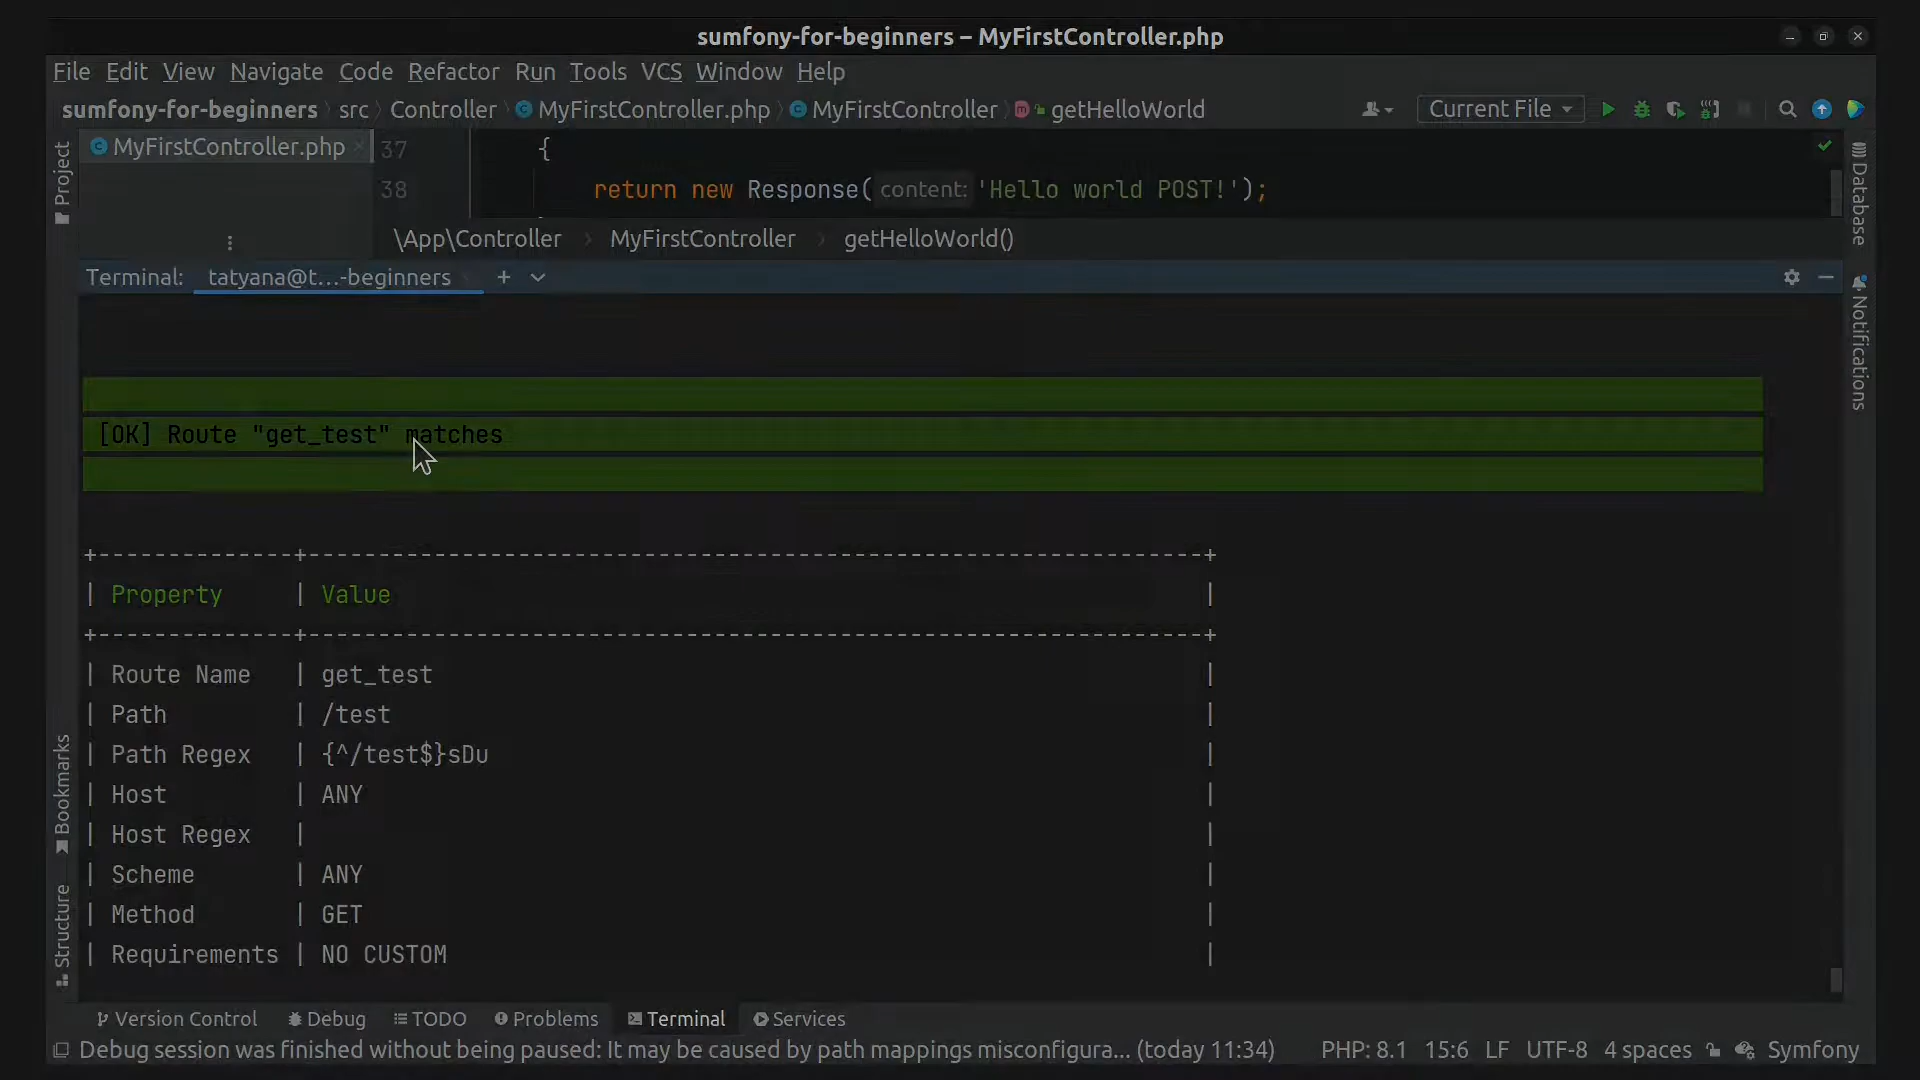 sumfony-for-beginners – MyFirstController.php
File Edit View Navigate Code Refactor Run Tools VCS Window Help
sumfony-for-beginners src Controller MyFirstController.php MyFirstController getHelloWorld Current File
Project
MyFirstController.php
37 {
38 return new Response( content: 'Hello world POST!');
\App\Controller MyFirstController getHelloWorld()
Database
Terminal: tatyana@t...-beginners
Notifications
[OK] Route "get_test" matches
+--------------+----------------------------------------------------------------+
| Property | Value |
+--------------+----------------------------------------------------------------+
| Route Name | get_test |
| Path | /test |
| Path Regex | {^/test$}sDu |
| Host | ANY |
| Host Regex | |
| Scheme | ANY |
| Method | GET |
| Requirements | NO CUSTOM |
Bookmarks
Structure
Version Control Debug TODO Problems Terminal Services
Debug session was finished without being paused: It may be caused by path mappings misconfigura... (today 11:34) PHP: 8.1 15:6 LF UTF-8 4 spaces Symfony